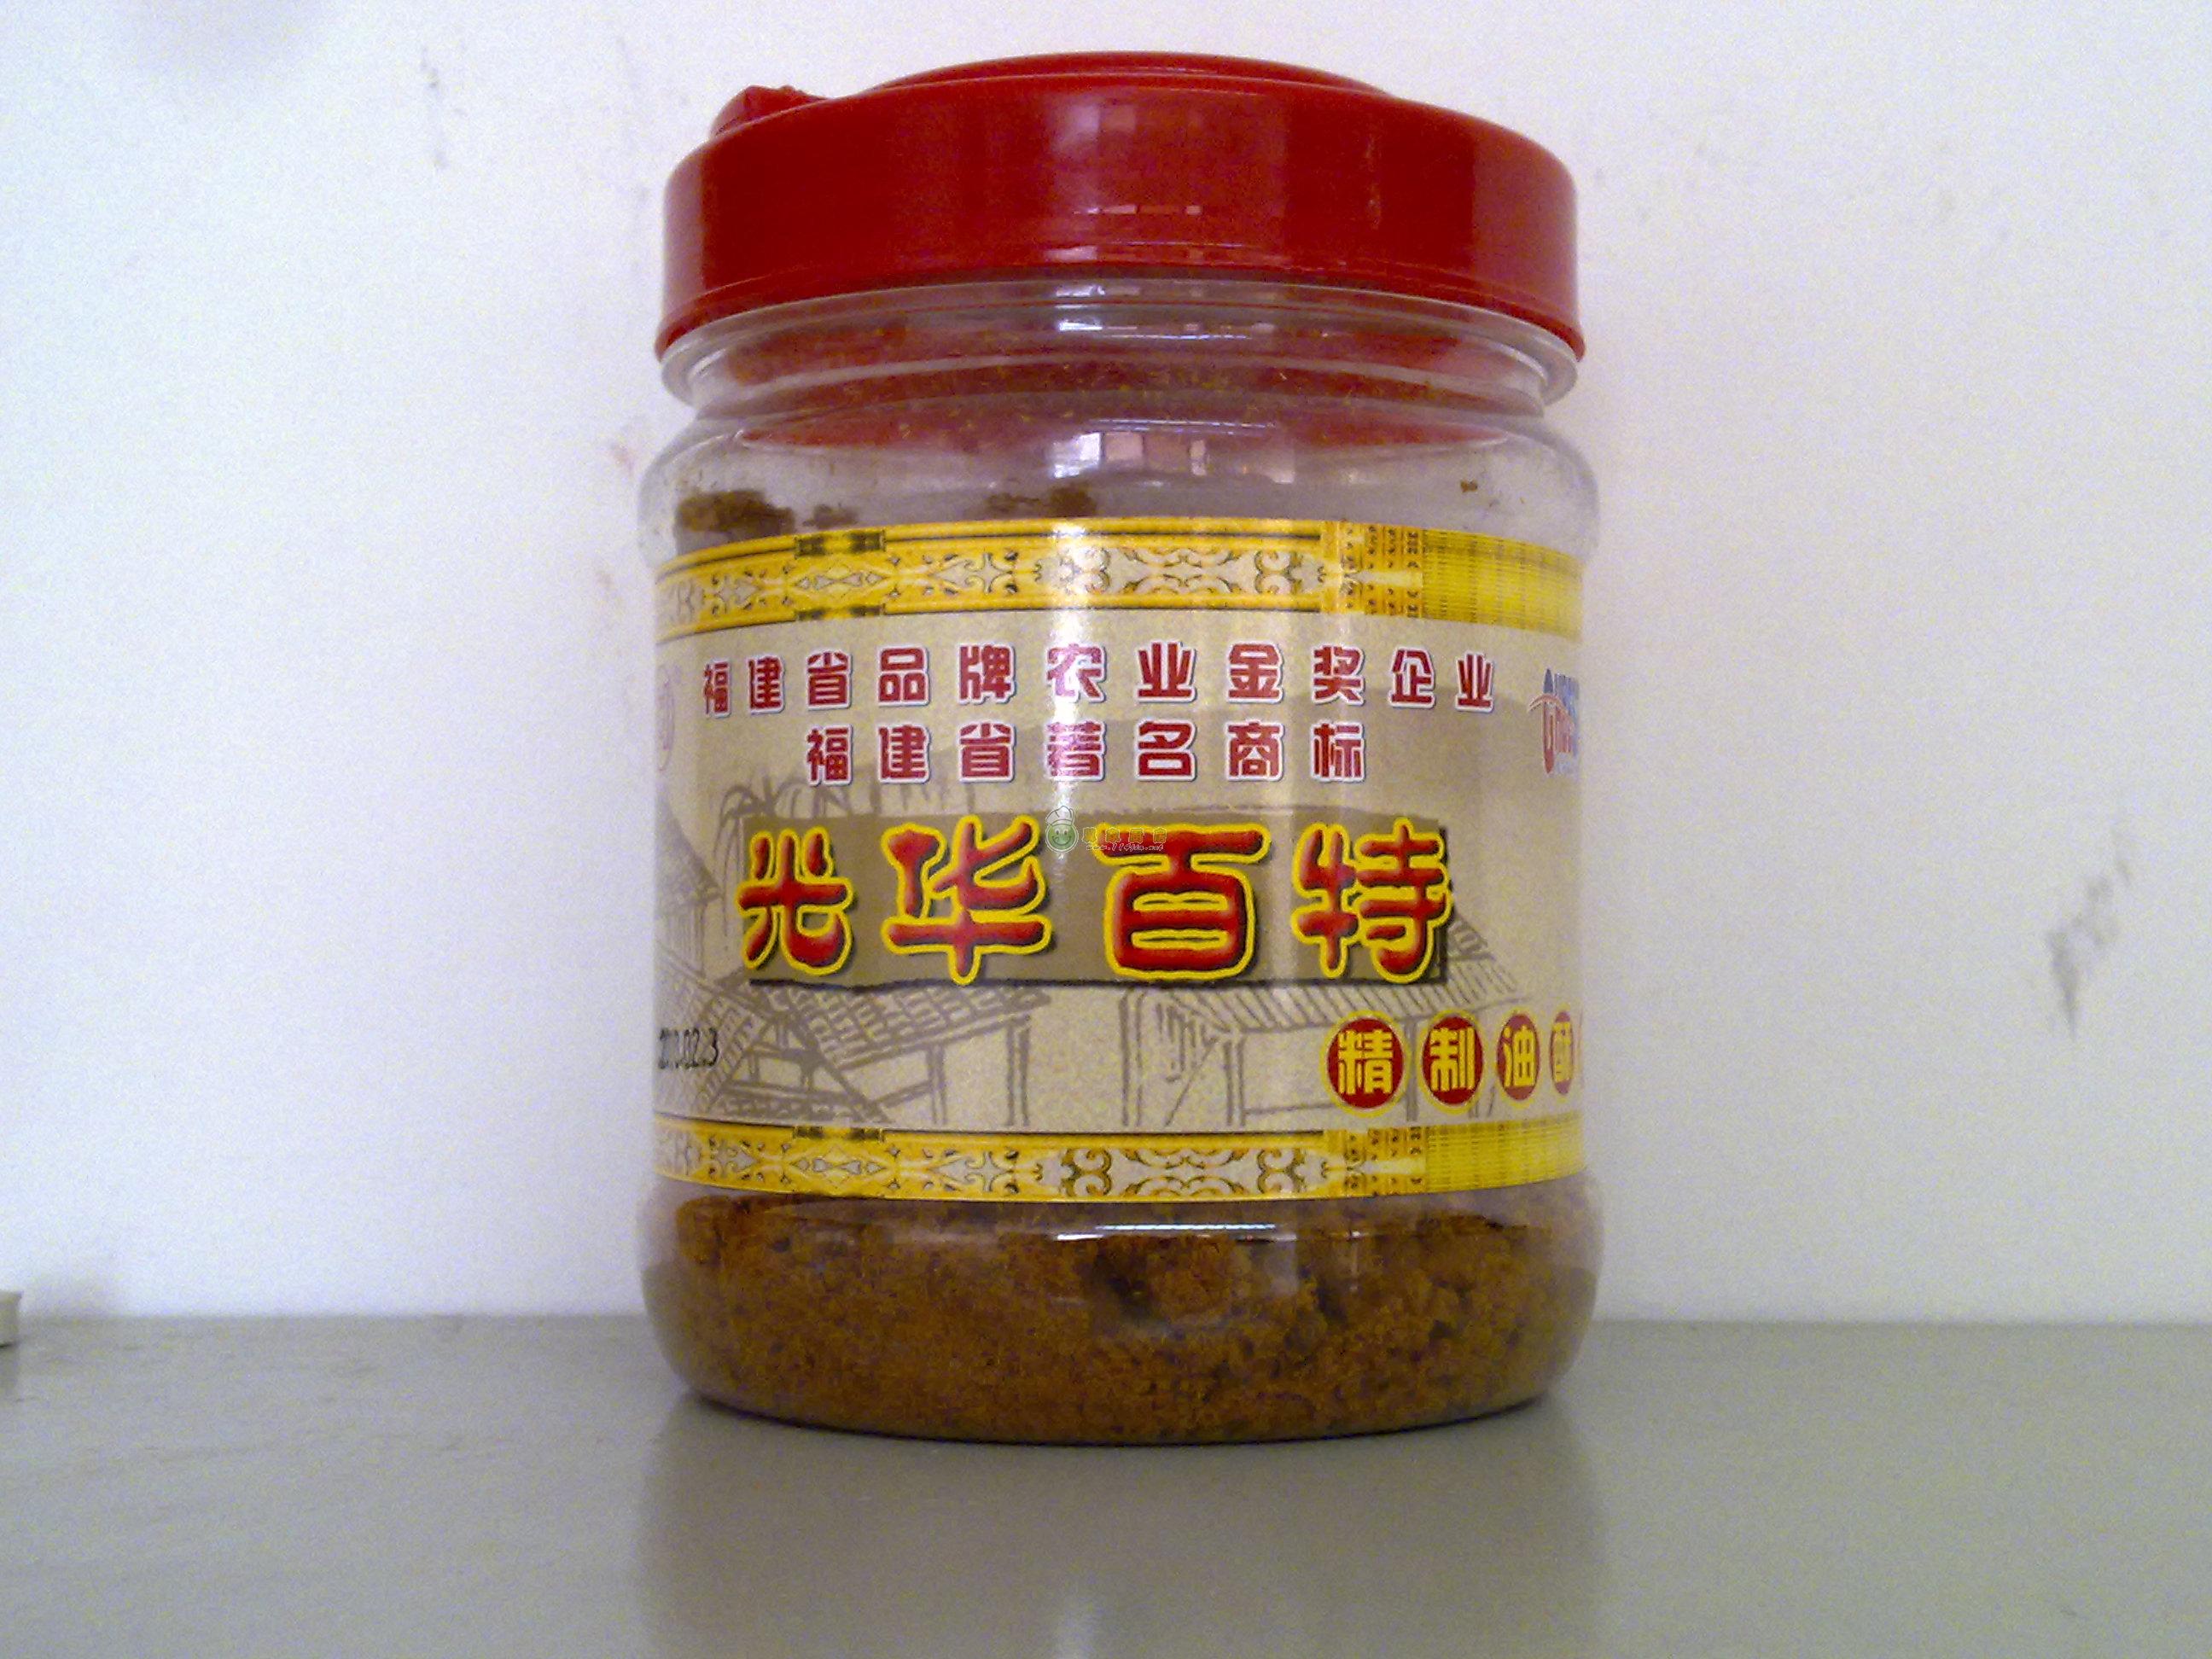 福建省品牌农业金奖企业
福建省著名商标
光华百特
精制油酥